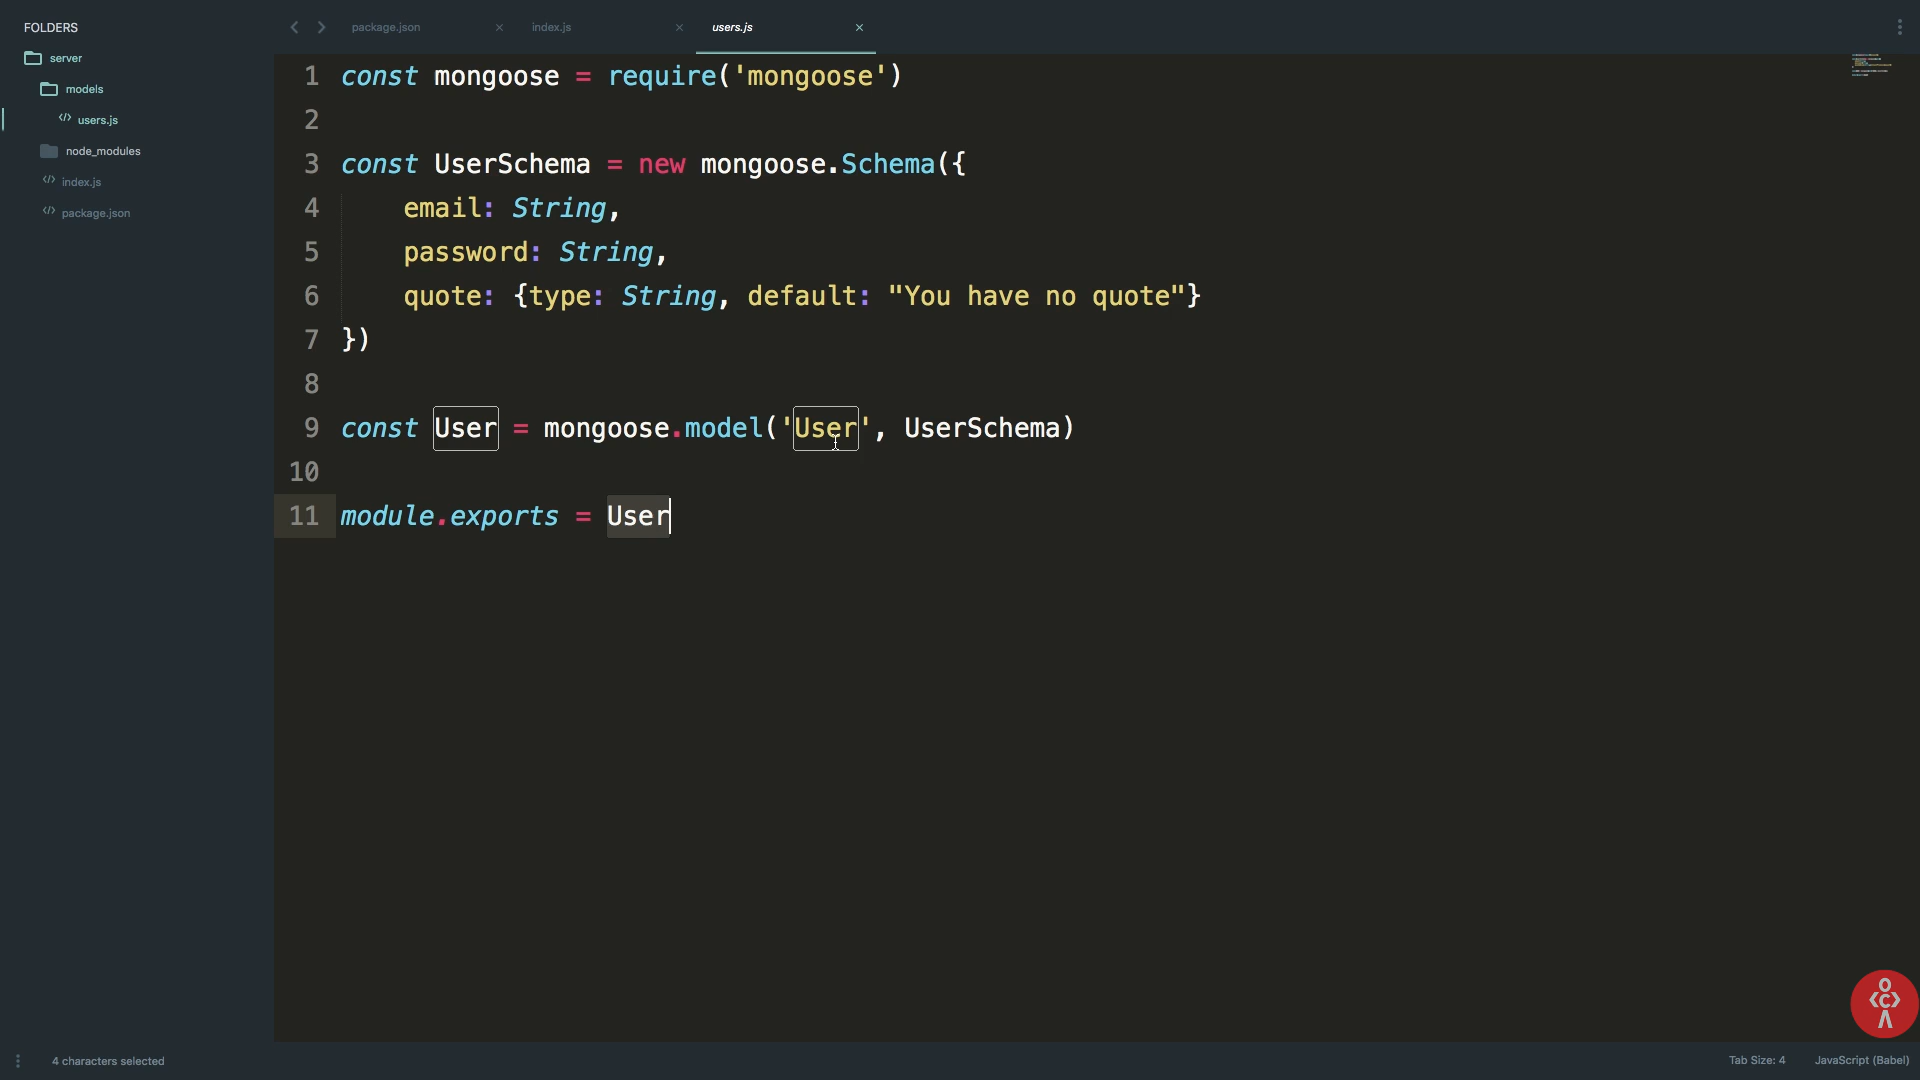 FOLDERS
server
models
users.js
node_modules
index.js
package.json
package.json
index.js
users.js
1 const mongoose = require('mongoose')
2
3 const UserSchema = new mongoose.Schema({
4 email: String,
5 password: String,
6 quote: {type: String, default: "You have no quote"}
7 })
8
9 const User = mongoose.model('User', UserSchema)
10
11 module.exports = User
4 characters selected
Tab Size: 4
JavaScript (Babel)